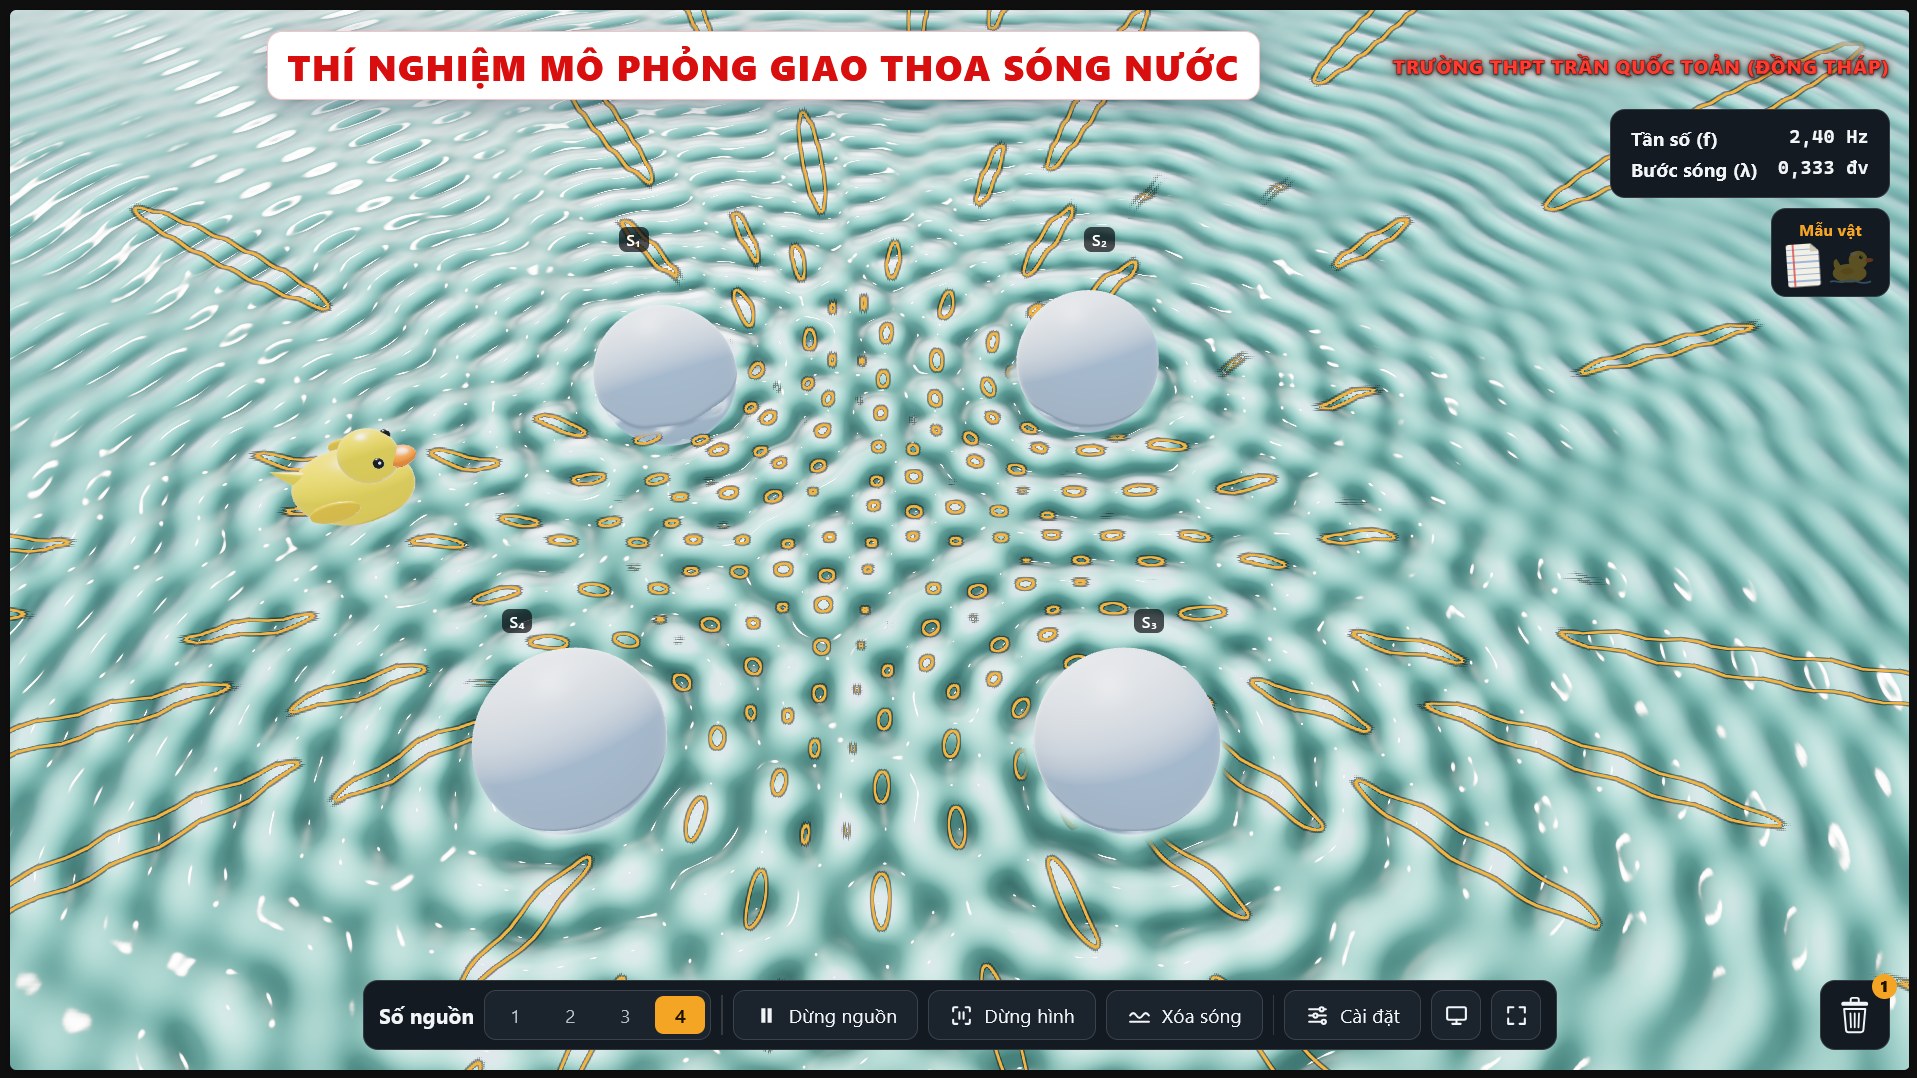 THÍ NGHIỆM MÔ PHỎNG GIAO THOA SÓNG NƯỚC
TRƯỜNG THPT TRẦN QUỐC TOẢN (ĐỒNG THÁP)
Tần số (f) 2,40 Hz
Bước sóng (λ) 0,333 đv
Mẫu vật
S₁
S₂
S₄
S₃
Số nguồn 1 2 3 4 Dừng nguồn Dừng hình Xóa sóng Cài đặt
1